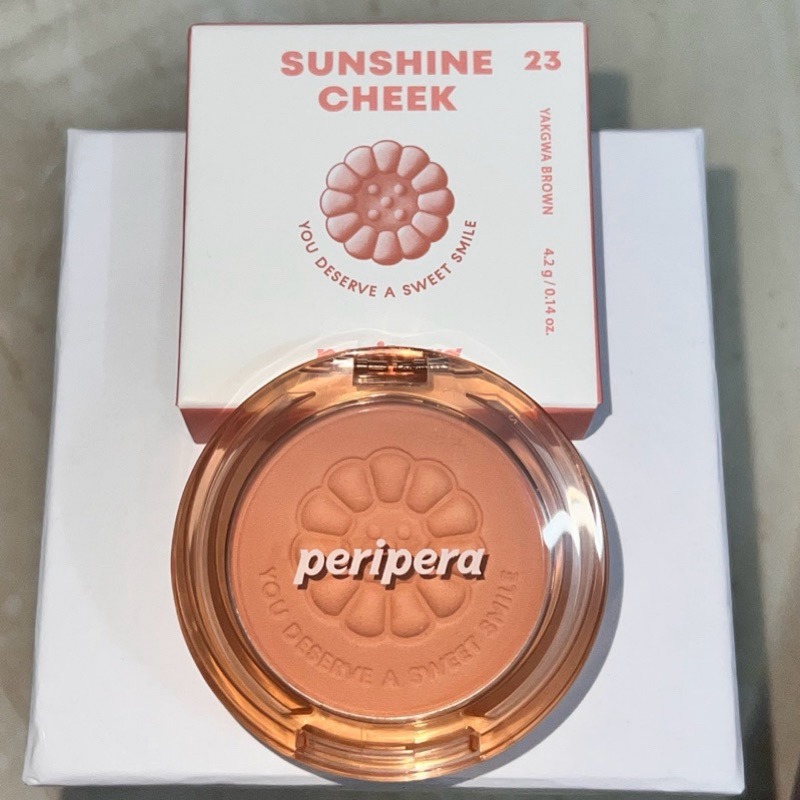 SUNSHINE
CHEEK
23
YAKGWA BROWN
4.2 g / 0.14 oz.
YOU DESERVE A SWEET SMILE
peripera
YOU DESERVE A SWEET SMILE